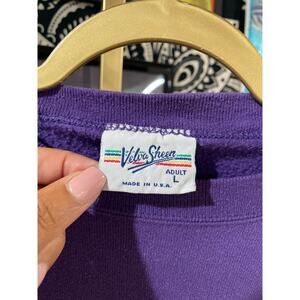 Velva Sheen
ADULT
L
MADE IN U.S.A.